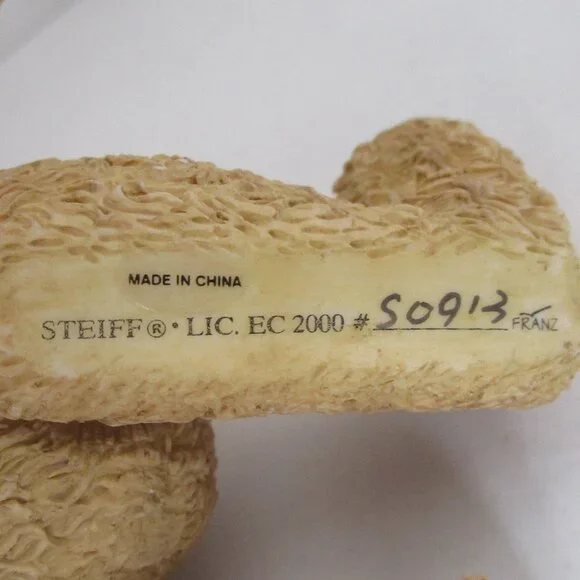 MADE IN CHINA
STEIFF® • LIC. EC 2000 # S0913 FRANZ